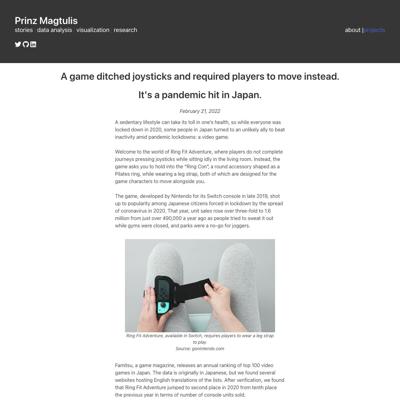 Prinz Magtulis
stories data analysis visualization research
about |projects
A game ditched joysticks and required players to move instead.
It's a pandemic hit in Japan.
February 21, 2022
A sedentary lifestyle can take its toll in one's health, so while everyone was
locked down in 2020, some people in Japan turned to an unlikely ally to beat
inactivity amid pandemic lockdowns: a video game.
Welcome to the world of Ring Fit Adventure, where players do not complete
journeys pressing joysticks while sitting idly in the living room. Instead, the
game asks you to hold into the "Ring Con", a round accessory shaped as a
Pilates ring, while wearing a leg strap, both of which are designed for the
game characters to move alongside you.
The game, developed by Nintendo for its Switch console in late 2019, shot
up to popularity among Japanese citizens forced in lockdown by the spread
of coronavirus in 2020. That year, unit sales rose over three-fold to 1.6
million from just over 490,000 a year ago as people tried to sweat it out
while gyms were closed, and parks were a no-go for joggers.
Ring Fit Adventure, available in Switch, requires players to wear a leg strap
to play
Source: gonintendo.com
Famitsu, a game magazine, releases an annual ranking of top 100 video
games in Japan. The data is originally in Japanese, but we found several
websites hosting English translations of the lists. After verification, we found
that Ring Fit Adventure jumped to second place in 2020 from tenth place
the previous year in terms of number of console units sold.